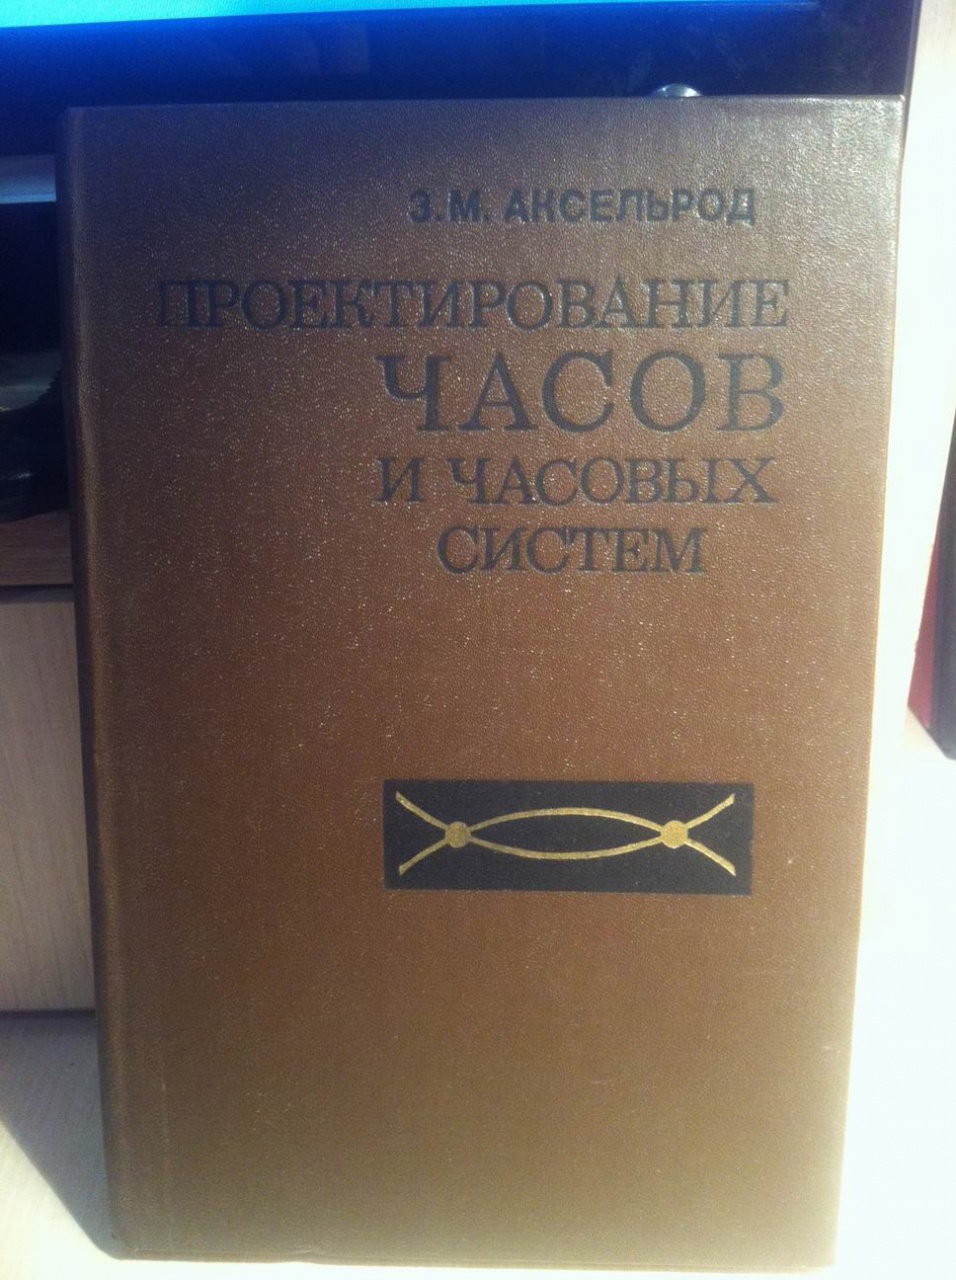 З.М. АКСЕЛЬРОД
ПРОЕКТИРОВАНИЕ
ЧАСОВ
И ЧАСОВЫХ
СИСТЕМ